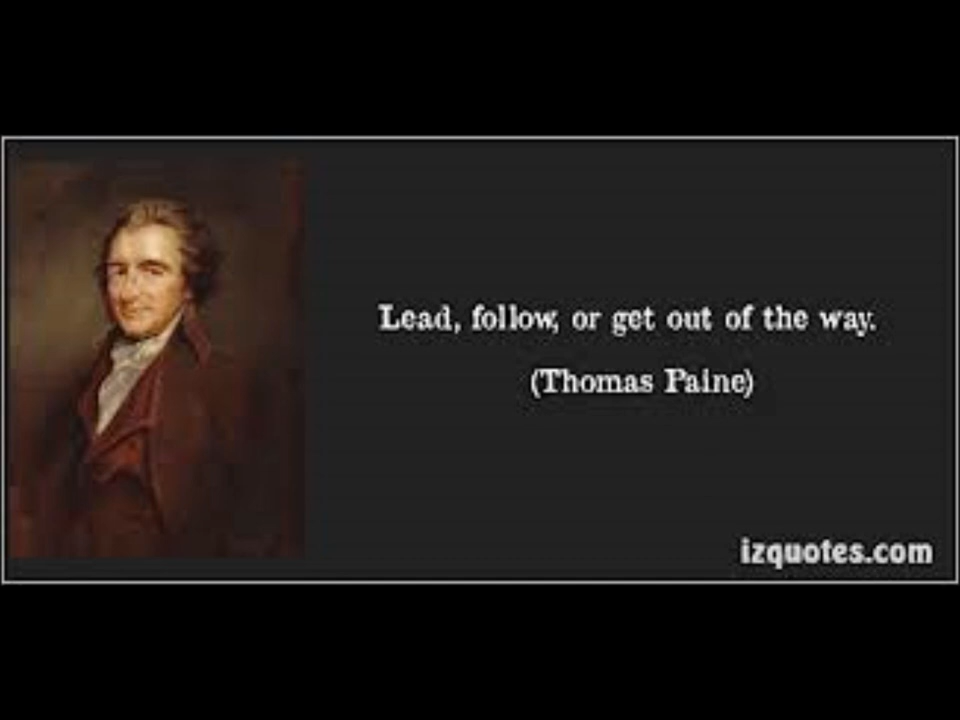 Lead, follow, or get out of the way.
(Thomas Paine)
izquotes.com